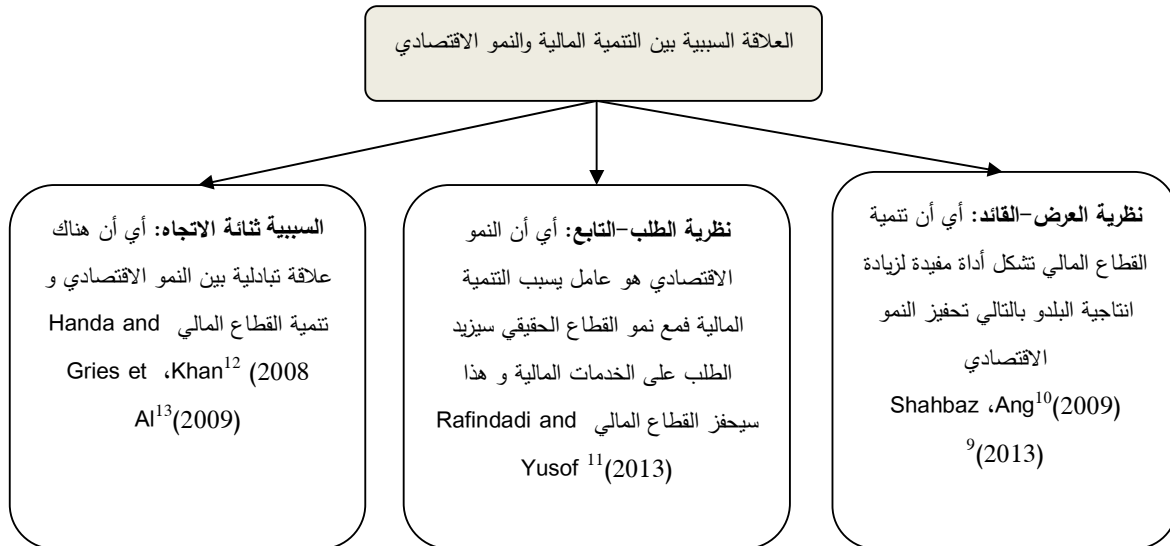 العلاقة السببية بين التنمية المالية والنمو الاقتصادي
نظرية العرض-القائد: أي أن تنمية
القطاع المالي تشكل أداة مفيدة لزيادة
انتاجية البلدو بالتالي تحفيز النمو
الاقتصادي
Shahbaz ،Ang¹⁰(2009)
⁹(2013)
نظرية الطلب-التابع: أي أن النمو
الاقتصادي هو عامل يسبب التنمية
المالية فمع نمو القطاع الحقيقي سيزيد
الطلب على الخدمات المالية و هذا
سيحفز القطاع المالي Rafindadi and
Yusof ¹¹(2013)
السببية ثنائة الاتجاه: أي أن هناك
علاقة تبادلية بين النمو الاقتصادي و
تنمية القطاع المالي Handa and
Gries et ،Khan¹² (2008
Al¹³(2009)